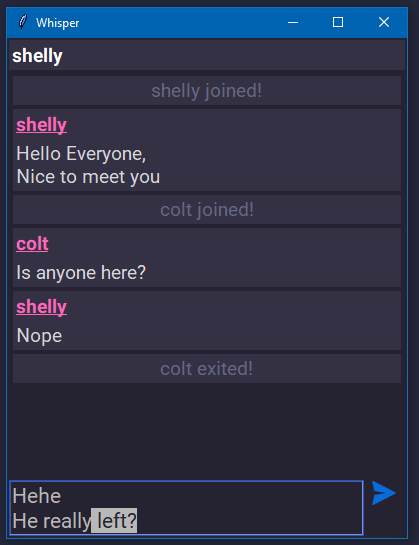 Whisper
shelly
shelly joined!
shelly
Hello Everyone,
Nice to meet you
colt joined!
colt
Is anyone here?
shelly
Nope
colt exited!
Hehe
He really left?